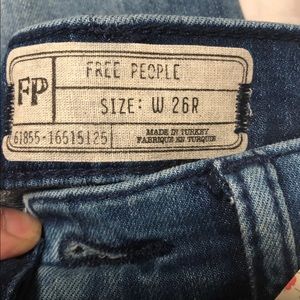 FP
FREE PEOPLE
SIZE: W 26R
61855-16515125
MADE IN TURKEY
FABRIQUE EN TURQUIE